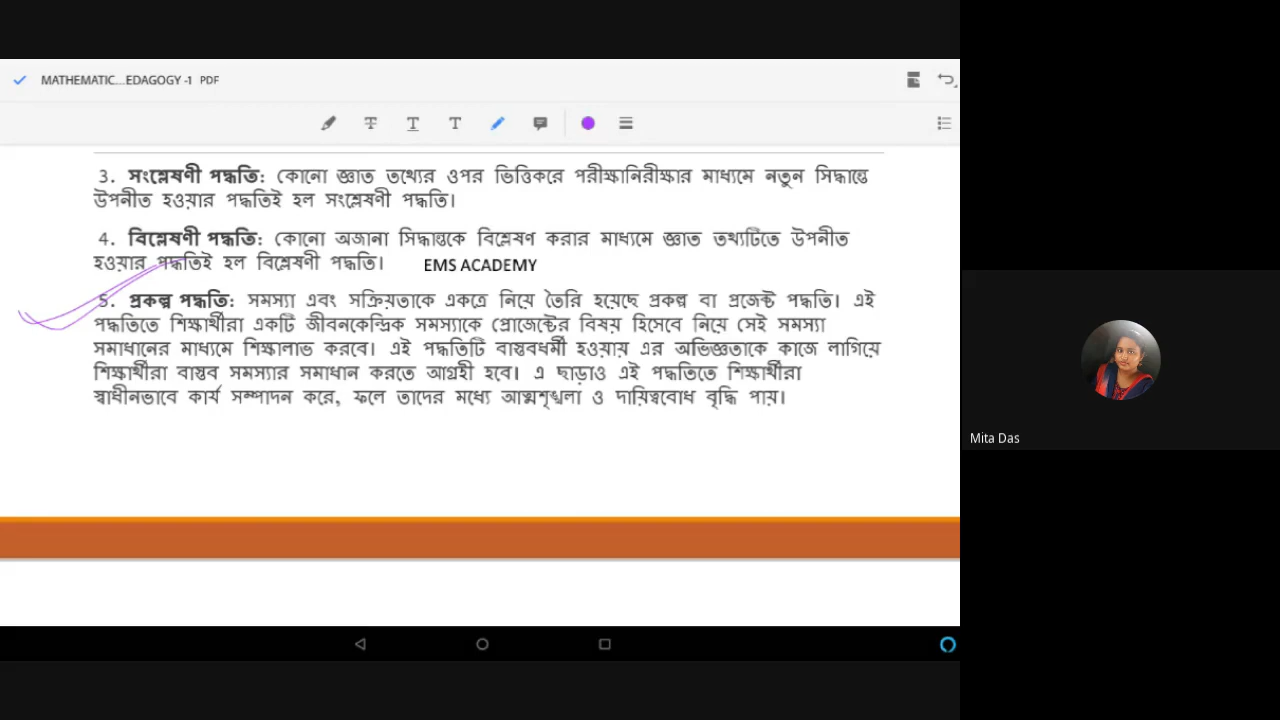 MATHEMATIC...EDAGOGY -1 PDF
3. সংশ্লেষণী পদ্ধতি: কোনো জ্ঞাত তথ্যের ওপর ভিত্তিকরে পরীক্ষানিরীক্ষার মাধ্যমে নতুন সিদ্ধান্তে
উপনীত হওয়ার পদ্ধতিই হল সংশ্লেষণী পদ্ধতি।
4. বিশ্লেষণী পদ্ধতি: কোনো অজানা সিদ্ধান্তকে বিশ্লেষণ করার মাধ্যমে জ্ঞাত তথ্যটিতে উপনীত
হওয়ার পদ্ধতিই হল বিশ্লেষণী পদ্ধতি। EMS ACADEMY
5. প্রকল্প পদ্ধতি: সমস্যা এবং সক্রিয়তাকে একত্রে নিয়ে তৈরি হয়েছে প্রকল্প বা প্রজেক্ট পদ্ধতি। এই
পদ্ধতিতে শিক্ষার্থীরা একটি জীবনকেন্দ্রিক সমস্যাকে প্রোজেক্টের বিষয় হিসেবে নিয়ে সেই সমস্যা
সমাধানের মাধ্যমে শিক্ষালাভ করবে। এই পদ্ধতিটি বাস্তবধর্মী হওয়ায় এর অভিজ্ঞতাকে কাজে লাগিয়ে
শিক্ষার্থীরা বাস্তব সমস্যার সমাধান করতে আগ্রহী হবে। এ ছাড়াও এই পদ্ধতিতে শিক্ষার্থীরা
স্বাধীনভাবে কার্য সম্পাদন করে, ফলে তাদের মধ্যে আত্মশৃঙ্খলা ও দায়িত্ববোধ বৃদ্ধি পায়।
Mita Das